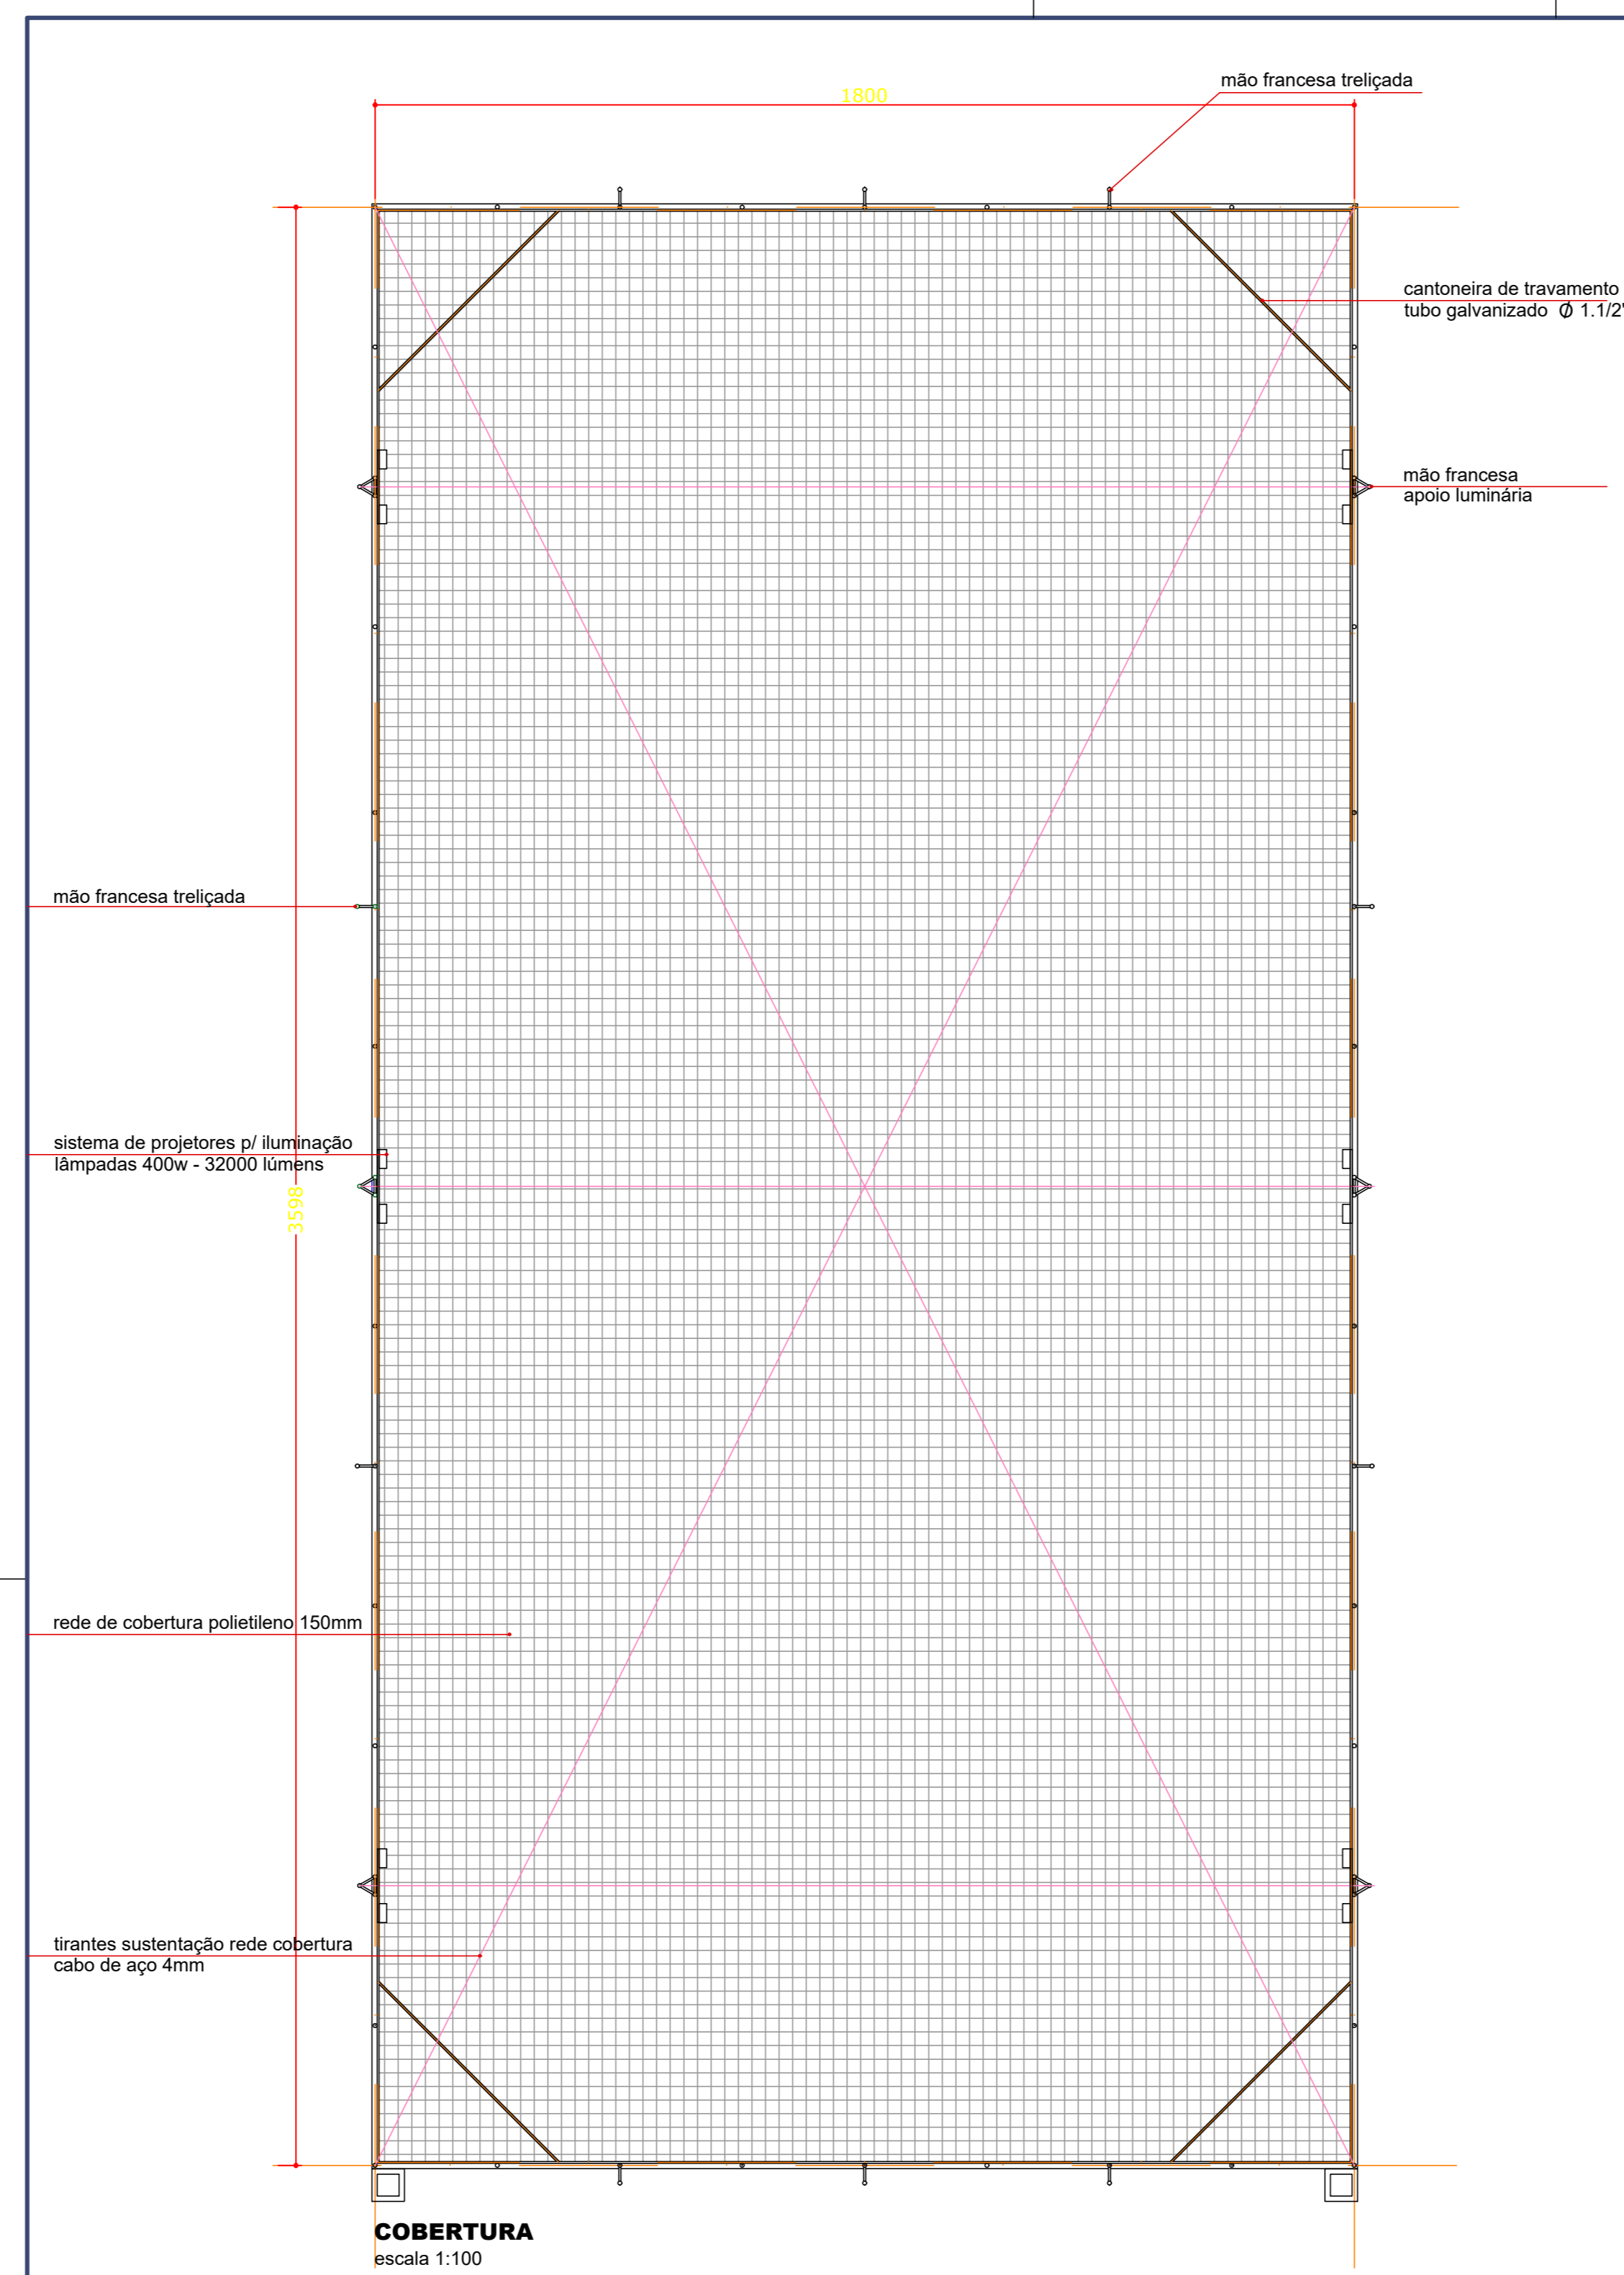 mão francesa treliçada
1800
cantoneira de travamento
tubo galvanizado Ø 1.1/2"
mão francesa
apoio luminária
mão francesa treliçada
sistema de projetores p/ iluminação
lâmpadas 400w - 32000 lúmens
3598
rede de cobertura polietileno 150mm
tirantes sustentação rede cobertura
cabo de aço 4mm
COBERTURA
escala 1:100